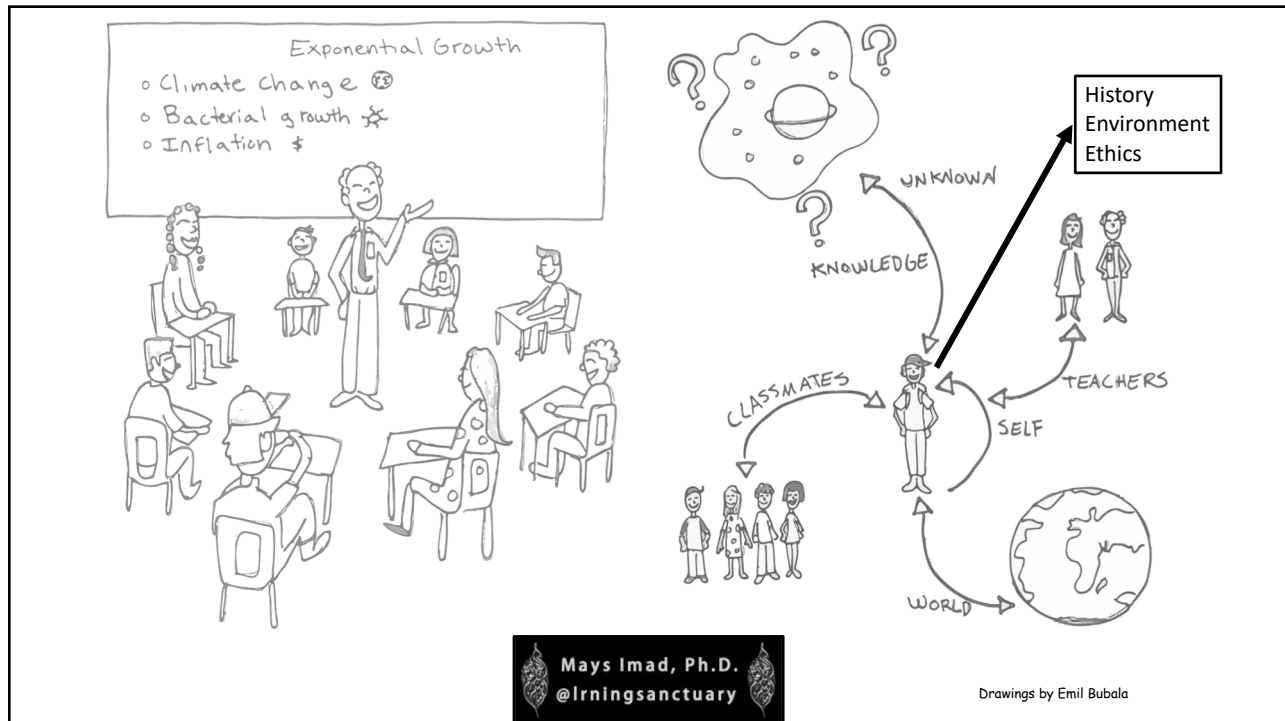 Exponential Growth
Climate Change
Bacterial growth
Inflation $
? ?
?
UNKNOWN
KNOWLEDGE
History
Environment
Ethics
CLASSMATES
TEACHERS
SELF
WORLD
Mays Imad, Ph.D.
@lrningsanctuary
Drawings by Emil Bubala